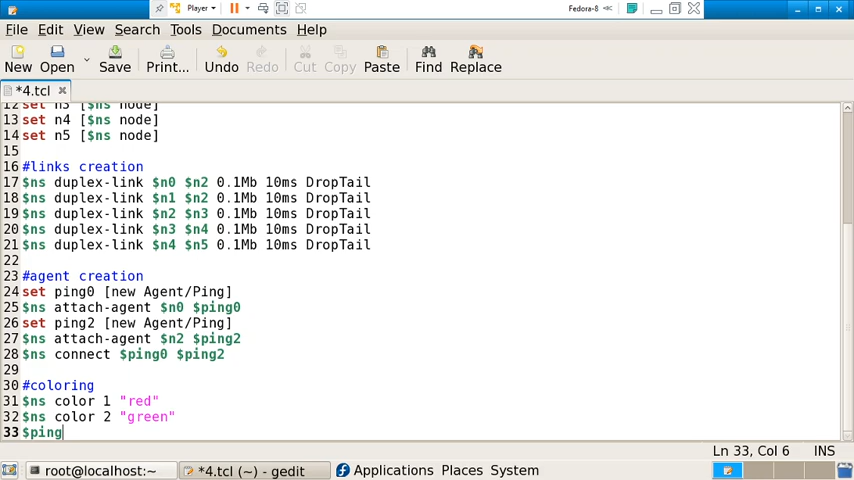 Player Fedora-8
File Edit View Search Tools Documents Help
New Open Save Print... Undo Redo Cut Copy Paste Find Replace
*4.tcl
12 set n3 [$ns node]
13 set n4 [$ns node]
14 set n5 [$ns node]
15
16 #links creation
17 $ns duplex-link $n0 $n2 0.1Mb 10ms DropTail
18 $ns duplex-link $n1 $n2 0.1Mb 10ms DropTail
19 $ns duplex-link $n2 $n3 0.1Mb 10ms DropTail
20 $ns duplex-link $n3 $n4 0.1Mb 10ms DropTail
21 $ns duplex-link $n4 $n5 0.1Mb 10ms DropTail
22
23 #agent creation
24 set ping0 [new Agent/Ping]
25 $ns attach-agent $n0 $ping0
26 set ping2 [new Agent/Ping]
27 $ns attach-agent $n2 $ping2
28 $ns connect $ping0 $ping2
29
30 #coloring
31 $ns color 1 "red"
32 $ns color 2 "green"
33 $ping
Ln 33, Col 6 INS
root@localhost:~ *4.tcl (~) - gedit Applications Places System